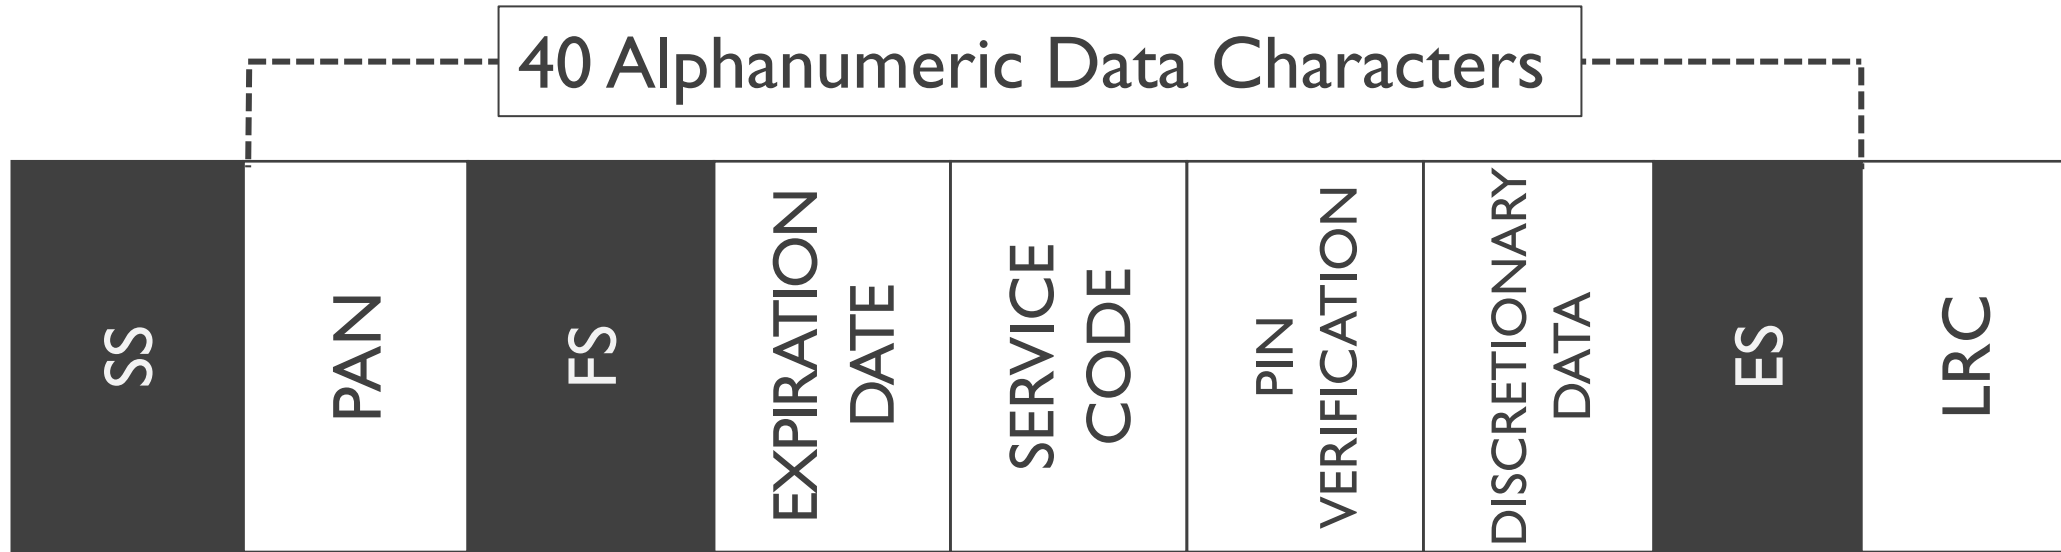 40 Alphanumeric Data Characters
SS
PAN
FS
EXPIRATION
DATE
SERVICE
CODE
PIN
VERIFICATION
DISCRETIONARY
DATA
ES
LRC